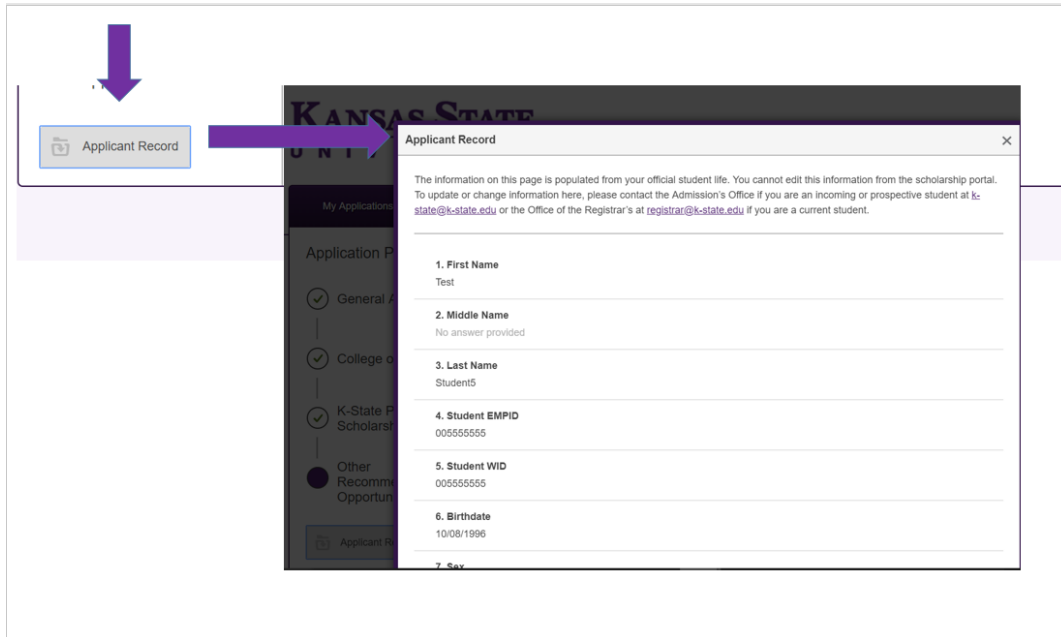 Applicant Record
KANSAS STATE
UNI
My Applications
Application P
General A
College o
K-State P
Scholarsh
Other
Recomme
Opportun
Applicant R
Applicant Record
The information on this page is populated from your official student life. You cannot edit this information from the scholarship portal.
To update or change information here, please contact the Admission's Office if you are an incoming or prospective student at k-
state@k-state.edu or the Office of the Registrar's at registrar@k-state.edu if you are a current student.
1. First Name
Test
2. Middle Name
No answer provided
3. Last Name
Student5
4. Student EMPID
005555555
5. Student WID
005555555
6. Birthdate
10/08/1996
7. Sex